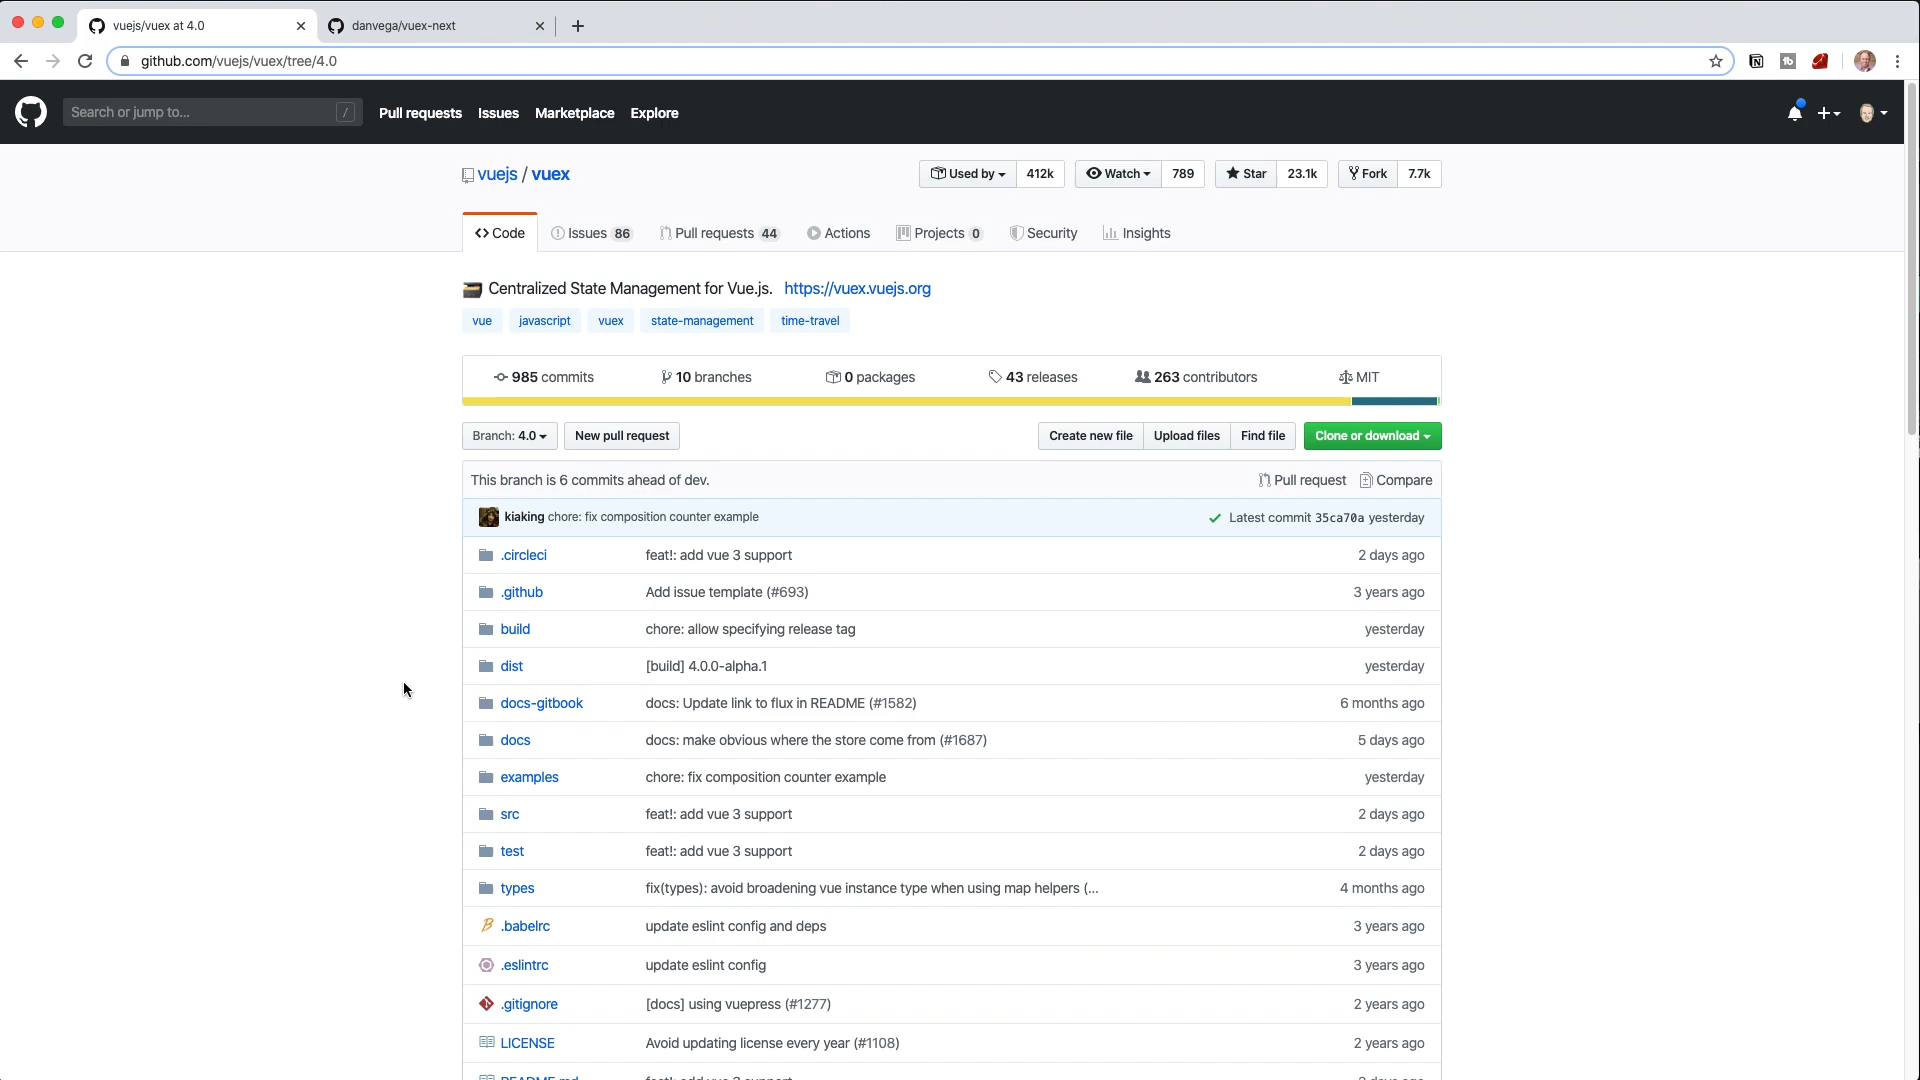 vuejs/vuex at 4.0
danvega/vuex-next
github.com/vuejs/vuex/tree/4.0
Search or jump to...
/
Pull requests
Issues
Marketplace
Explore
vuejs / vuex
Used by
412k
Watch
789
Star
23.1k
Fork
7.7k
Code
Issues 86
Pull requests 44
Actions
Projects 0
Security
Insights
Centralized State Management for Vue.js. https://vuex.vuejs.org
vue
javascript
vuex
state-management
time-travel
985 commits
10 branches
0 packages
43 releases
263 contributors
MIT
Branch: 4.0
New pull request
Create new file
Upload files
Find file
Clone or download
This branch is 6 commits ahead of dev.
Pull request
Compare
kiaking chore: fix composition counter example
Latest commit 35ca70a yesterday
.circleci feat!: add vue 3 support 2 days ago
.github Add issue template (#693) 3 years ago
build chore: allow specifying release tag yesterday
dist [build] 4.0.0-alpha.1 yesterday
docs-gitbook docs: Update link to flux in README (#1582) 6 months ago
docs docs: make obvious where the store come from (#1687) 5 days ago
examples chore: fix composition counter example yesterday
src feat!: add vue 3 support 2 days ago
test feat!: add vue 3 support 2 days ago
types fix(types): avoid broadening vue instance type when using map helpers (... 4 months ago
.babelrc update eslint config and deps 3 years ago
.eslintrc update eslint config 3 years ago
.gitignore [docs] using vuepress (#1277) 2 years ago
LICENSE Avoid updating license every year (#1108) 2 years ago
README.md feat!: add vue 3 support 2 days ago